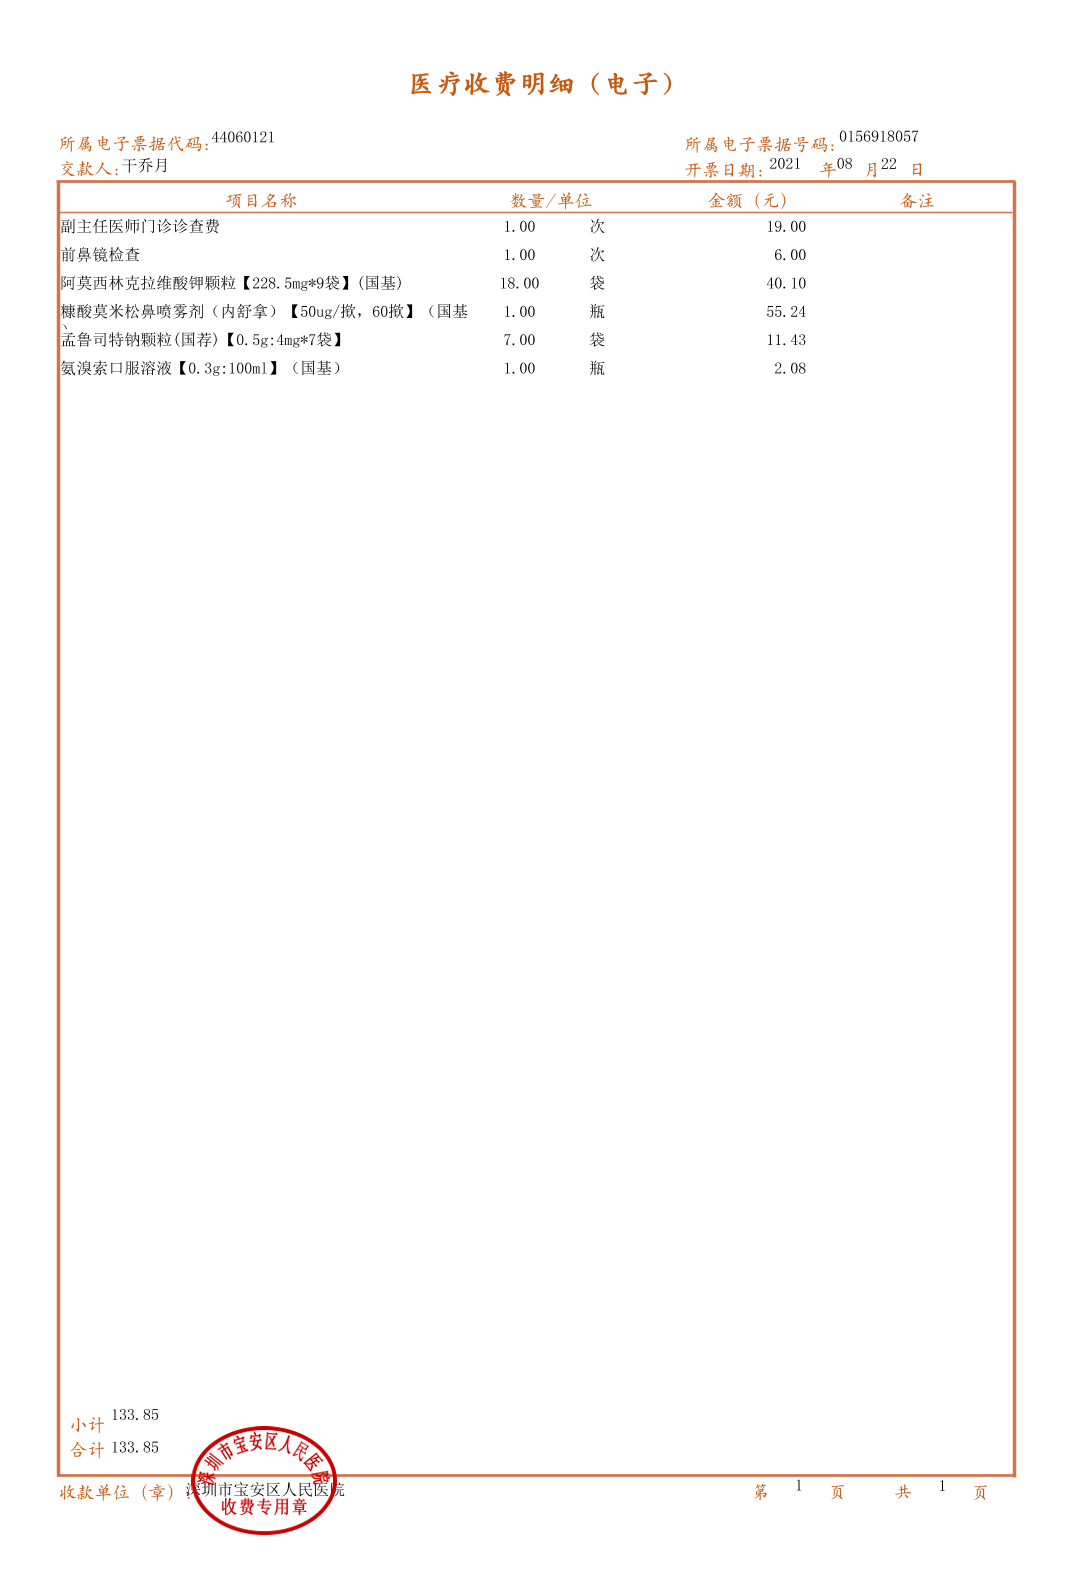 医疗收费明细（电子）
所属电子票据代码:44060121 所属电子票据号码:0156918057
交款人:干乔月 开票日期: 2021 年08 月22 日
项目名称 数量/单位 金额（元） 备注
副主任医师门诊诊查费 1.00 次 19.00
前鼻镜检查 1.00 次 6.00
阿莫西林克拉维酸钾颗粒【228.5mg*9袋】(国基) 18.00 袋 40.10
糠酸莫米松鼻喷雾剂（内舒拿）【50ug/揿，60揿】（国基 1.00 瓶 55.24
）
孟鲁司特钠颗粒(国荐)【0.5g:4mg*7袋】 7.00 袋 11.43
氨溴索口服溶液【0.3g:100ml】（国基） 1.00 瓶 2.08
小计 133.85
合计 133.85
深圳市宝安区人民医院
收款单位（章）:深圳市宝安区人民医院 第 1 页 共 1 页
收费专用章